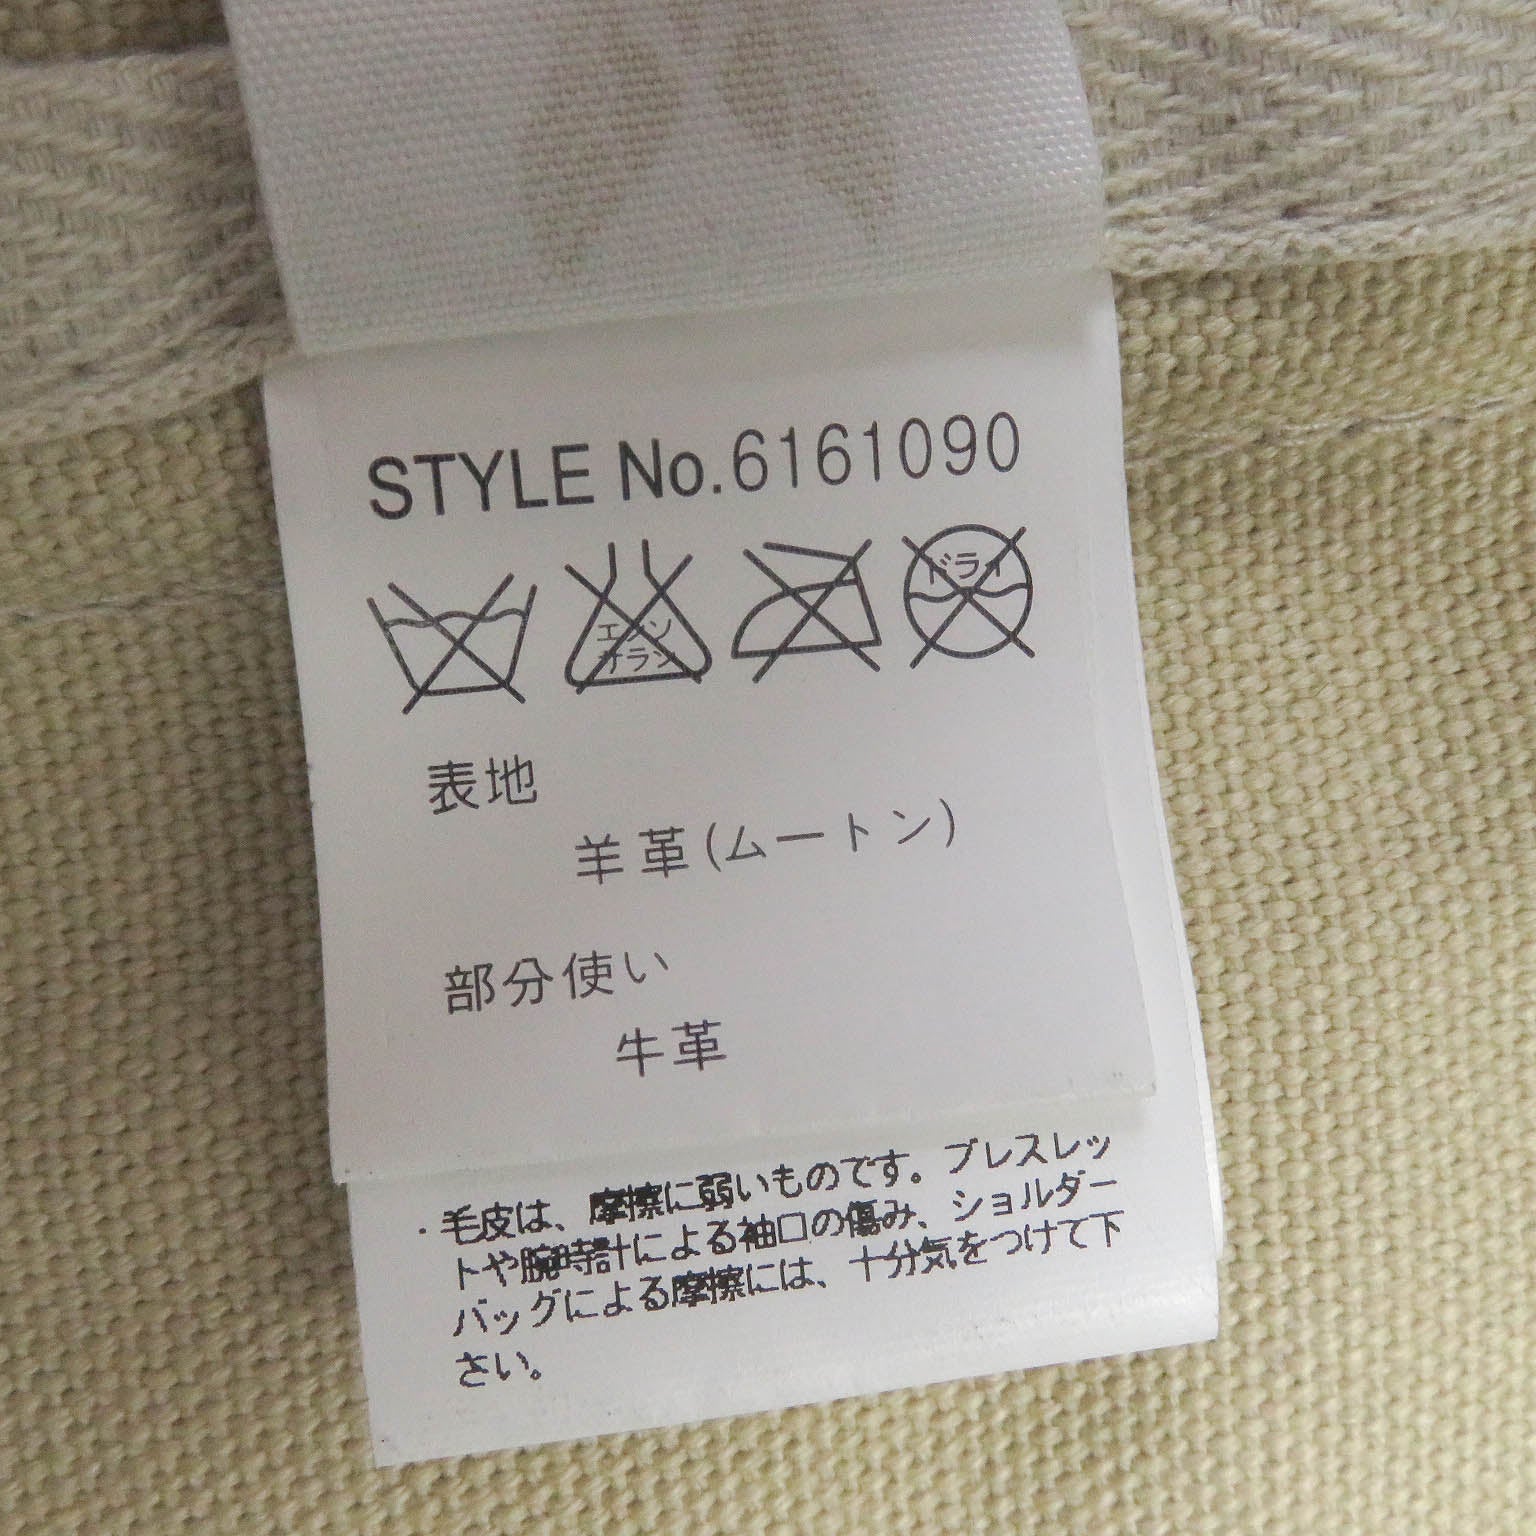 STYLE No.6161090
ドライ
エンソ
サラシ
表地
羊革(ムートン)
部分使い
牛革
・毛皮は、摩擦に弱いものです。ブレスレッ
トや腕時計による袖口の傷み、ショルダー
バッグによる摩擦には、十分気をつけて下
さい。